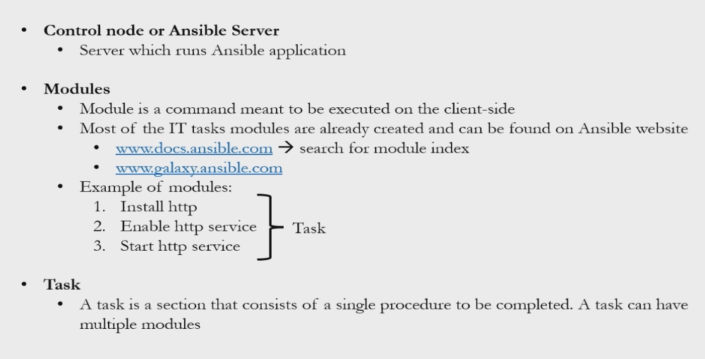 • Control node or Ansible Server
• Server which runs Ansible application
• Modules
• Module is a command meant to be executed on the client-side
• Most of the IT tasks modules are already created and can be found on Ansible website
• www.docs.ansible.com → search for module index
• www.galaxy.ansible.com
• Example of modules:
1. Install http
2. Enable http service
3. Start http service
Task
• Task
• A task is a section that consists of a single procedure to be completed. A task can have
multiple modules